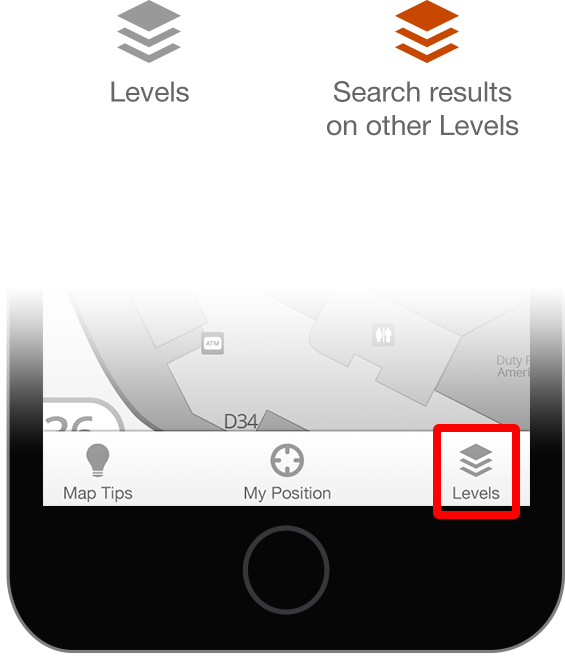 Levels
Search results
on other Levels
ATM
Duty
Ameri
D34
26
Map Tips
My Position
Levels